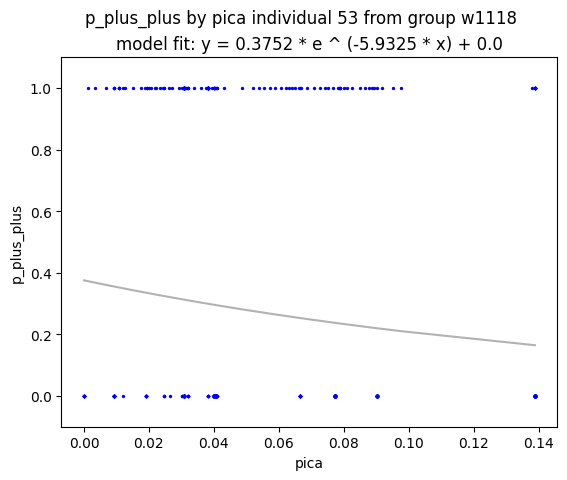 p_plus_plus by pica individual 53 from group w1118
model fit: y = 0.3752 * e ^ (-5.9325 * x) + 0.0
1.0
0.8
0.6
0.4
0.2
0.0
p_plus_plus
0.00 0.02 0.04 0.06 0.08 0.10 0.12 0.14
pica